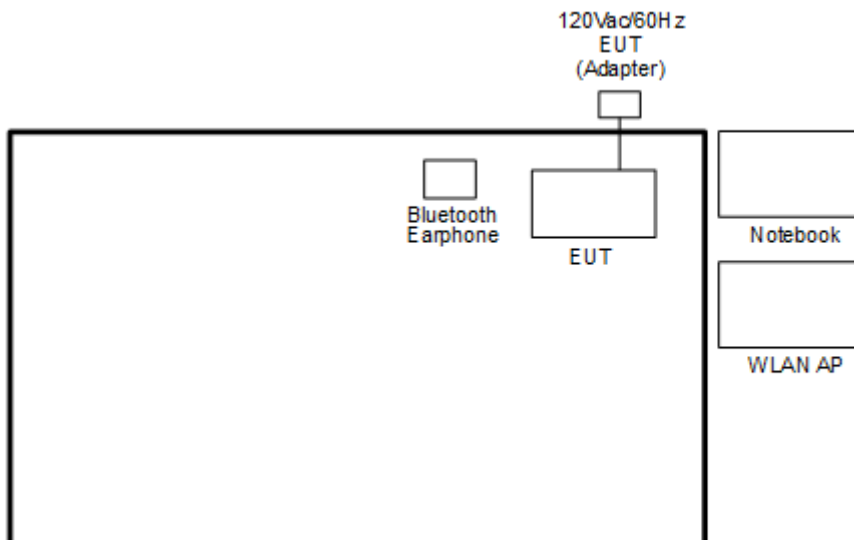 120Vac/60Hz
EUT
(Adapter)
Bluetooth
Earphone
EUT
Notebook
WLAN AP